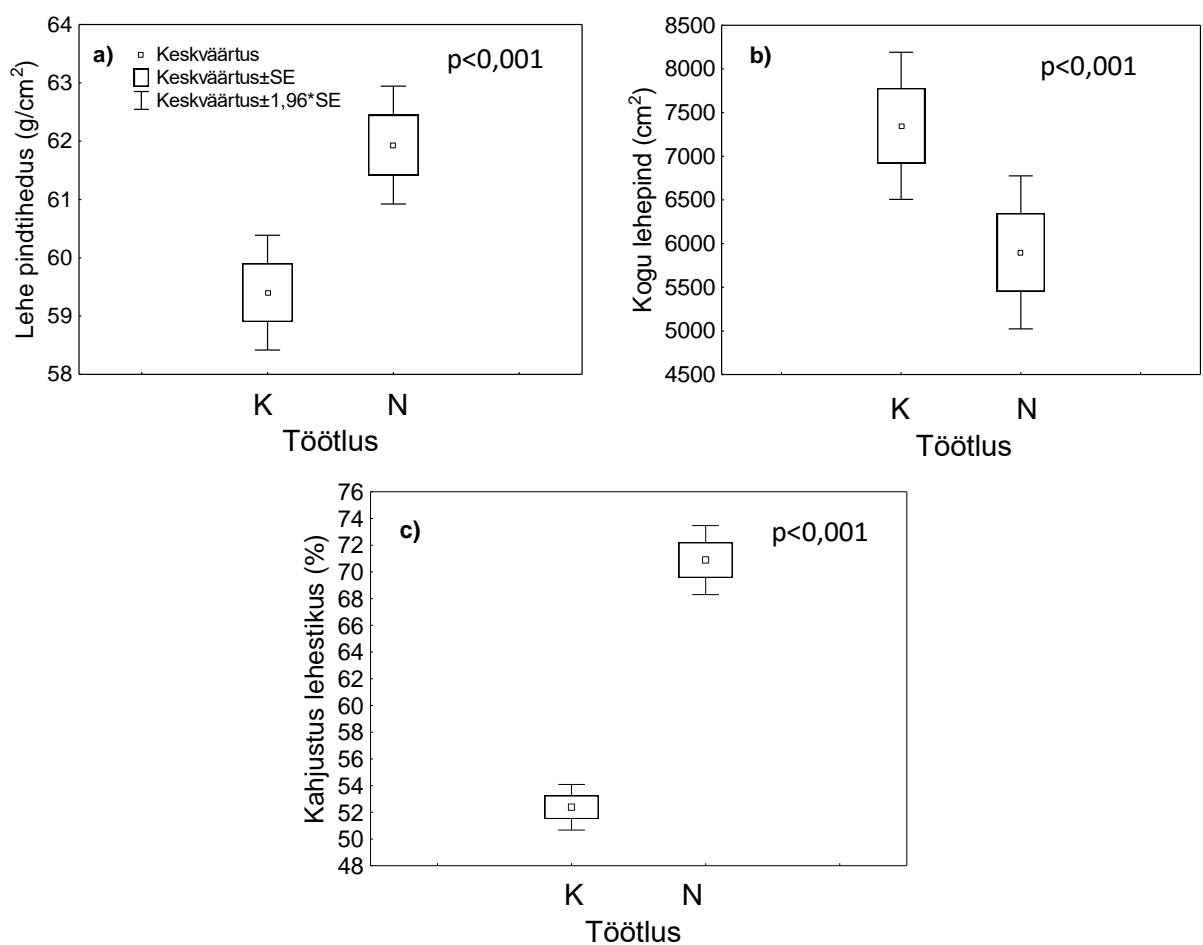 a)
Keskväärtus
Keskväärtus±SE
Keskväärtus±1,96*SE
p<0,001
Lehe pindtihedus (g/cm²)
64
63
62
61
60
59
58
K N
Töötlus
b)
p<0,001
Kogu lehepind (cm²)
8500
8000
7500
7000
6500
6000
5500
5000
4500
K N
Töötlus
c)
p<0,001
Kahjustus lehestikus (%)
76
74
72
70
68
66
64
62
60
58
56
54
52
50
48
K N
Töötlus